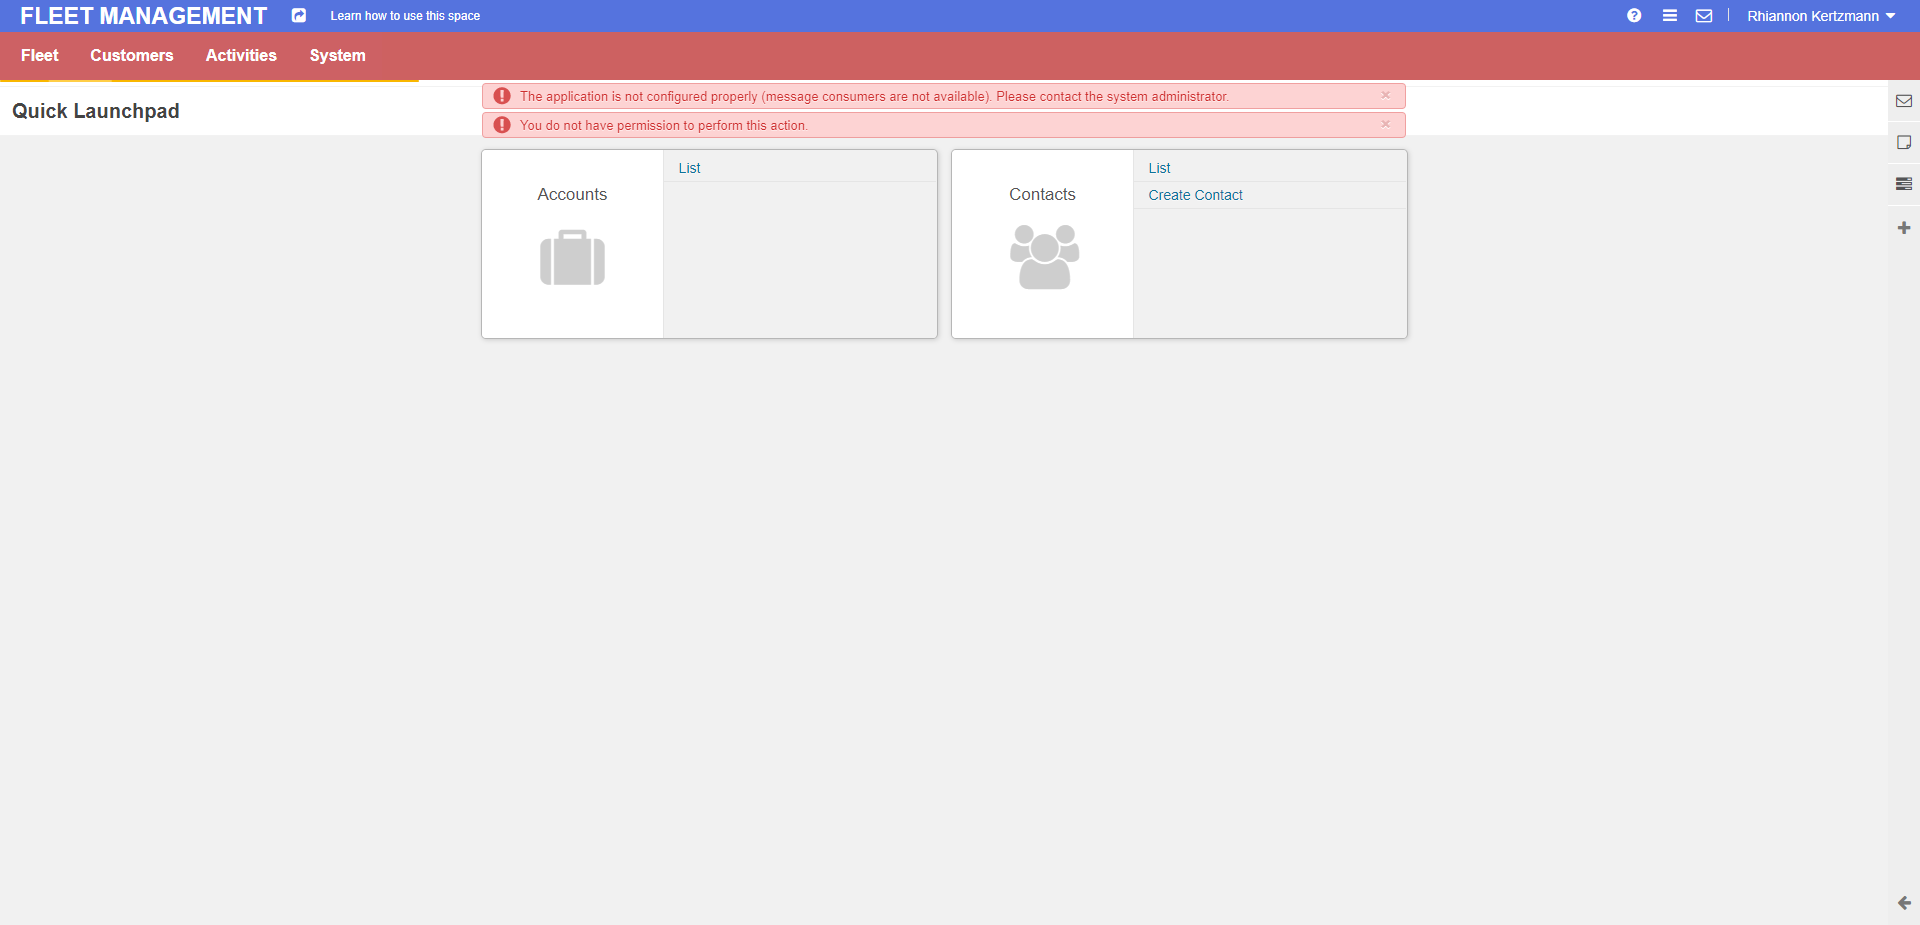 FLEET MANAGEMENT
Learn how to use this space
Rhiannon Kertzmann
Fleet
Customers
Activities
System
The application is not configured properly (message consumers are not available). Please contact the system administrator.
×
Quick Launchpad
You do not have permission to perform this action.
×
Accounts
List
Contacts
List
Create Contact